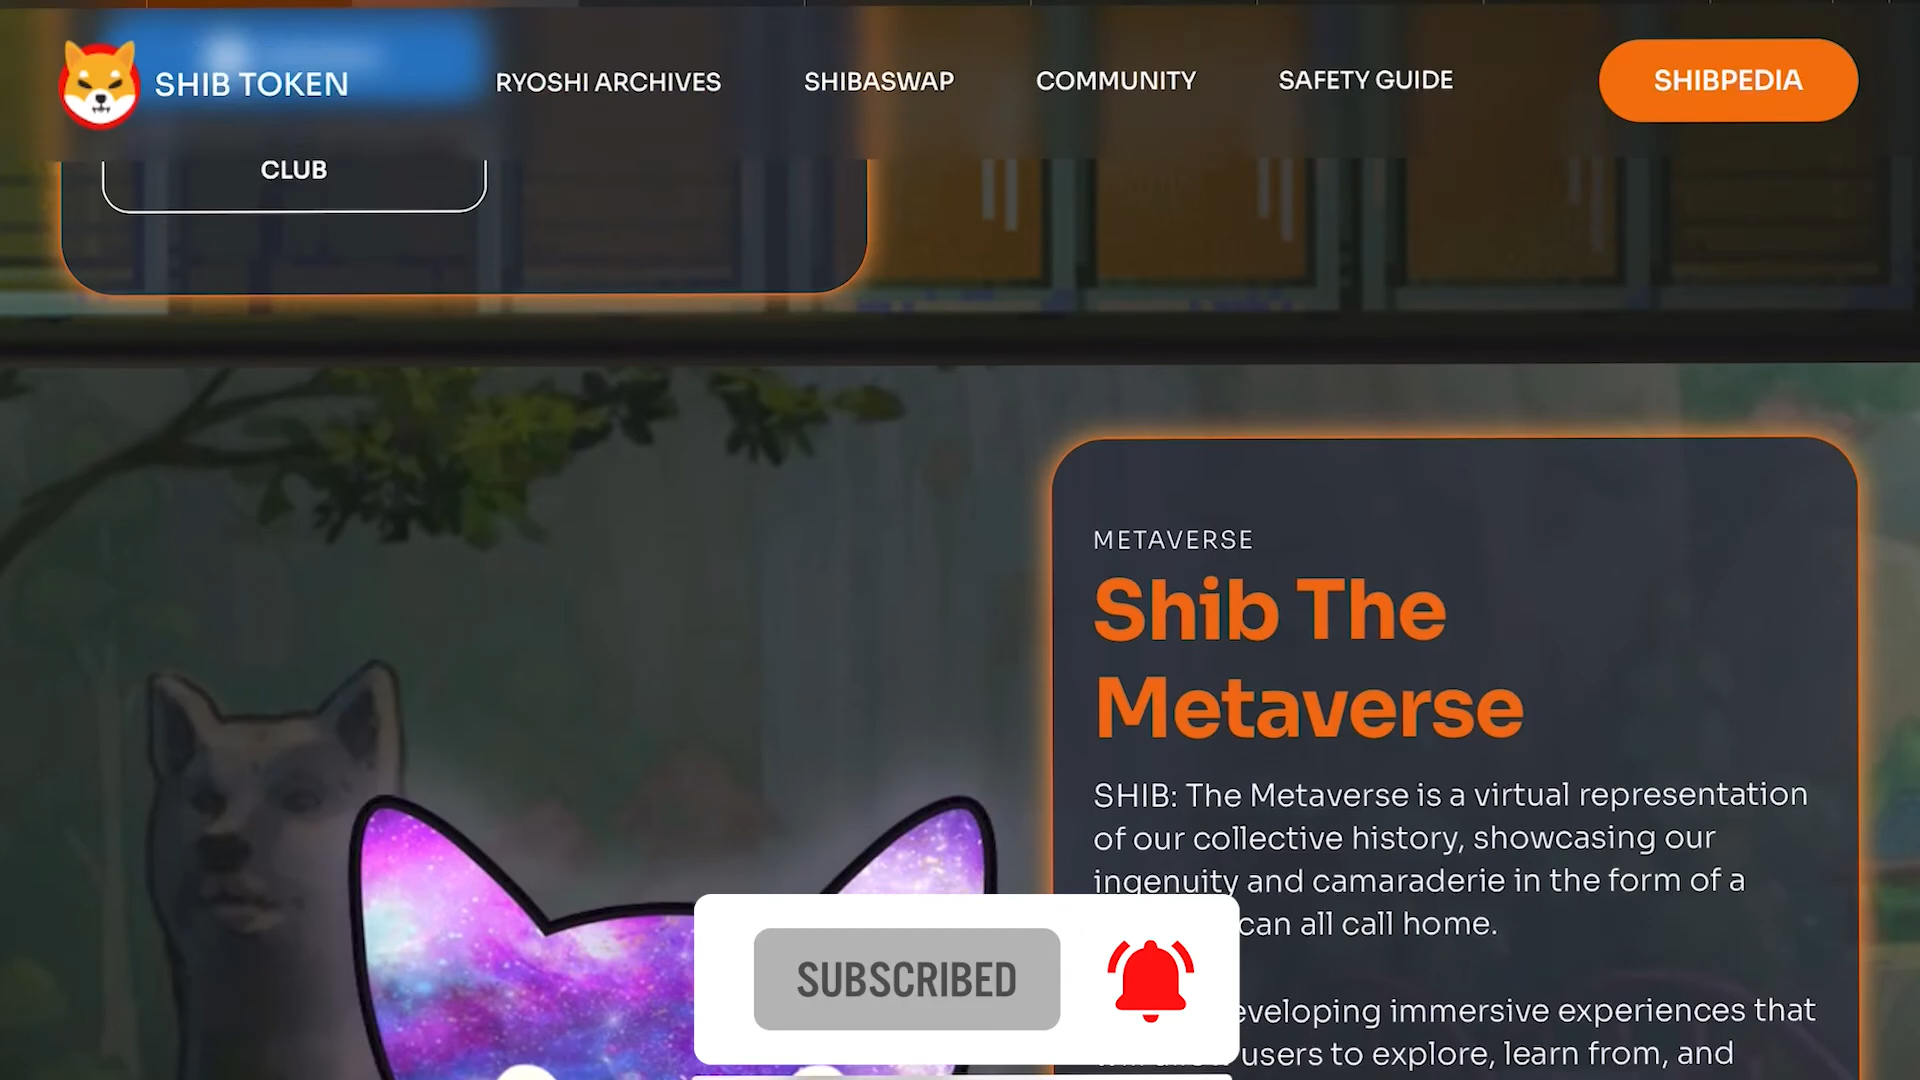 SHIB TOKEN
RYOSHI ARCHIVES
SHIBASWAP
COMMUNITY
SAFETY GUIDE
SHIBPEDIA
CLUB
METAVERSE
Shib The
Metaverse
SHIB: The Metaverse is a virtual representation
of our collective history, showcasing our
ingenuity and camaraderie in the form of a
can all call home.
eveloping immersive experiences that
users to explore, learn from, and
SUBSCRIBED